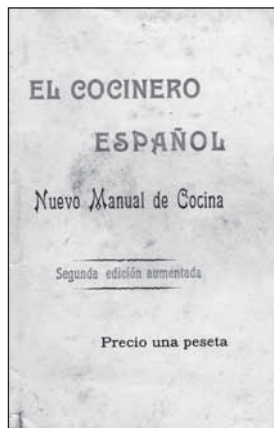 EL COCINERO
ESPAÑOL
Nuevo Manual de Cocina
Segunda edición aumentada
Precio una peseta